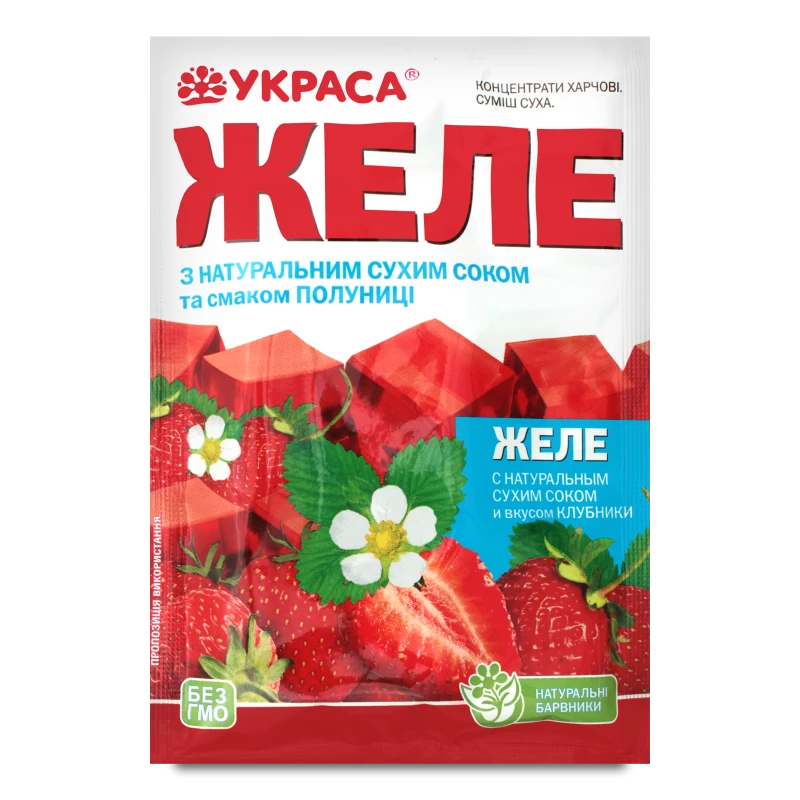 УКРАСА®
КОНЦЕНТРАТИ ХАРЧОВІ.
СУМІШ СУХА.
ЖЕЛЕ
З НАТУРАЛЬНИМ СУХИМ СОКОМ
та смаком ПОЛУНИЦІ
ЖЕЛЕ
С НАТУРАЛЬНЫМ
СУХИМ СОКОМ
и вкусом КЛУБНИКИ
ПРОПОЗИЦІЯ ВИКОРИСТАННЯ.
БЕЗ
ГМО
НАТУРАЛЬНІ
БАРВНИКИ